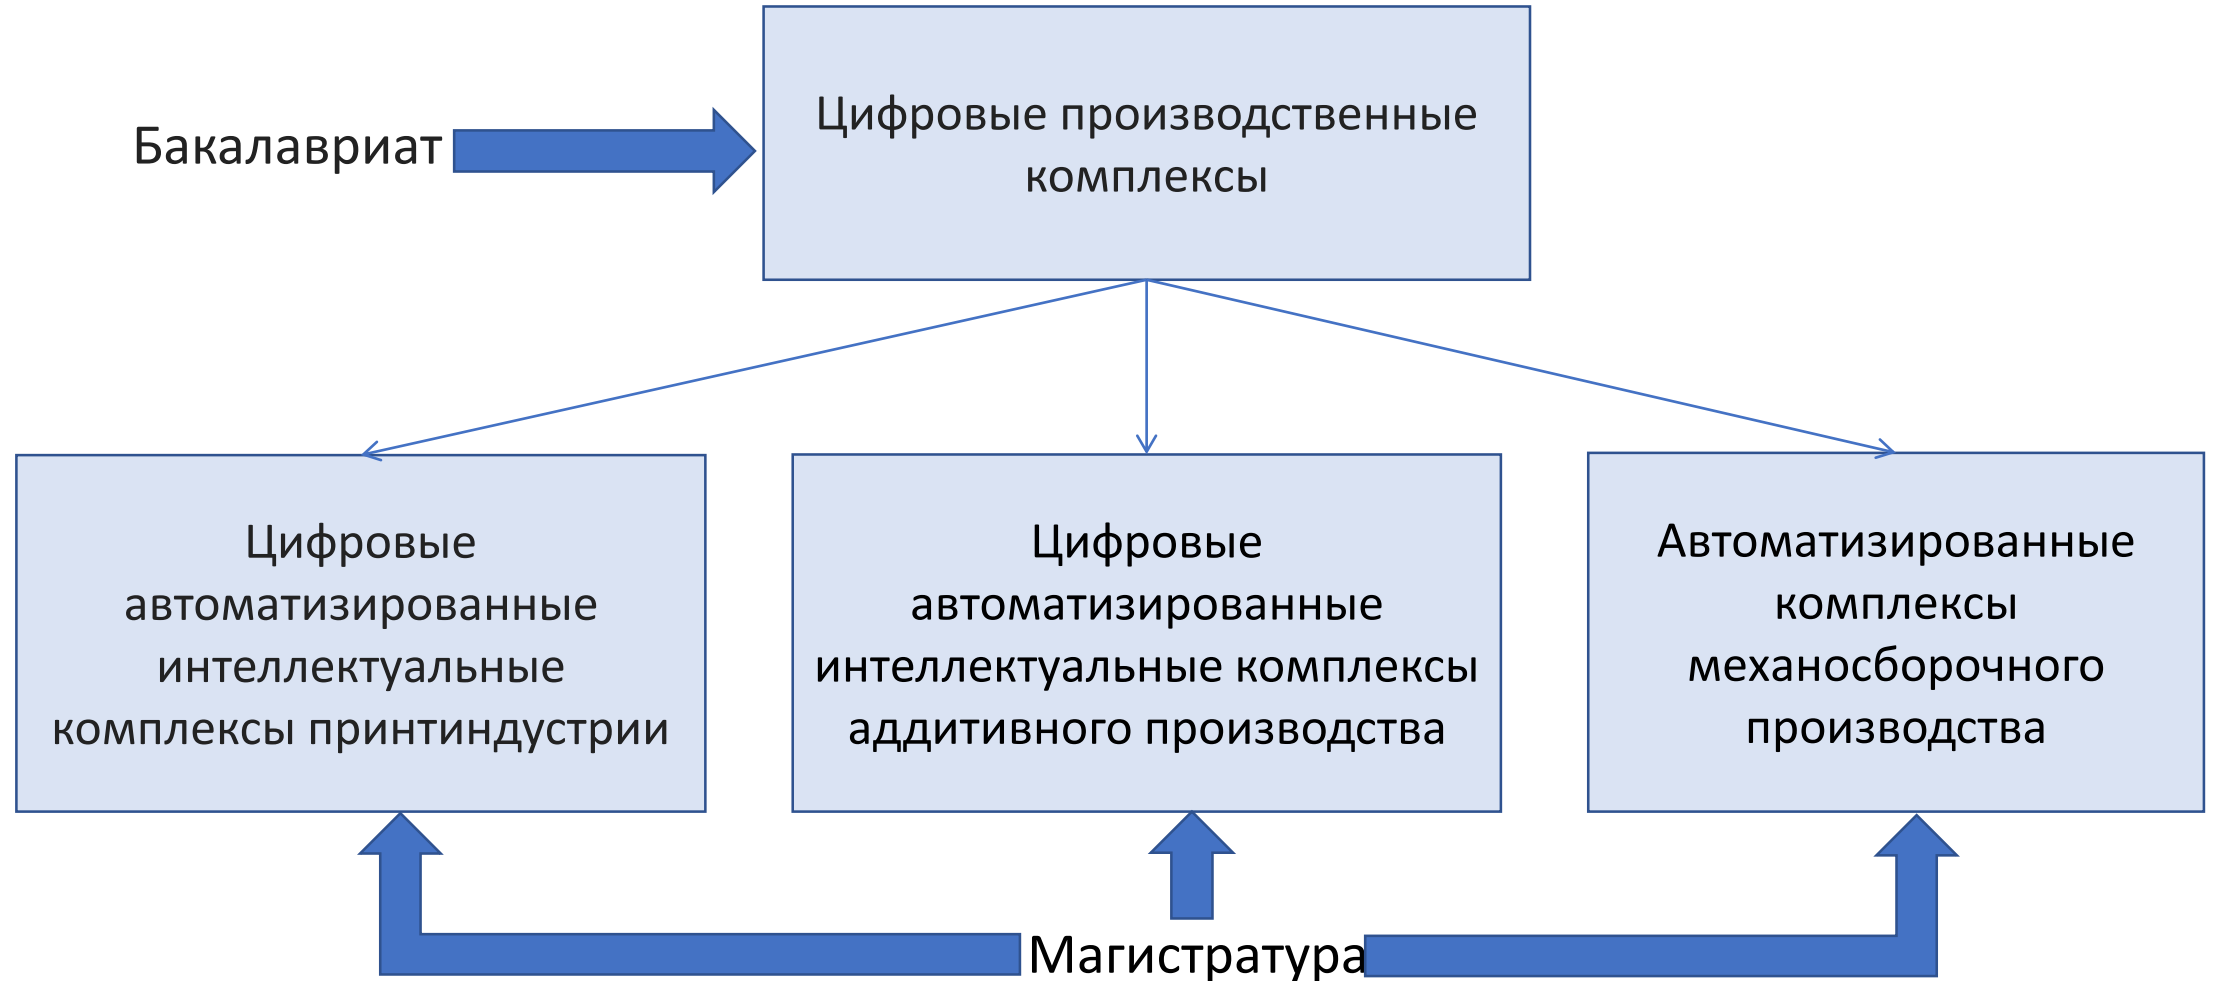 Бакалавриат
Цифровые производственные
комплексы
Цифровые
автоматизированные
интеллектуальные
комплексы принтиндустрии
Цифровые
автоматизированные
интеллектуальные комплексы
аддитивного производства
Автоматизированные
комплексы
механосборочного
производства
Магистратура